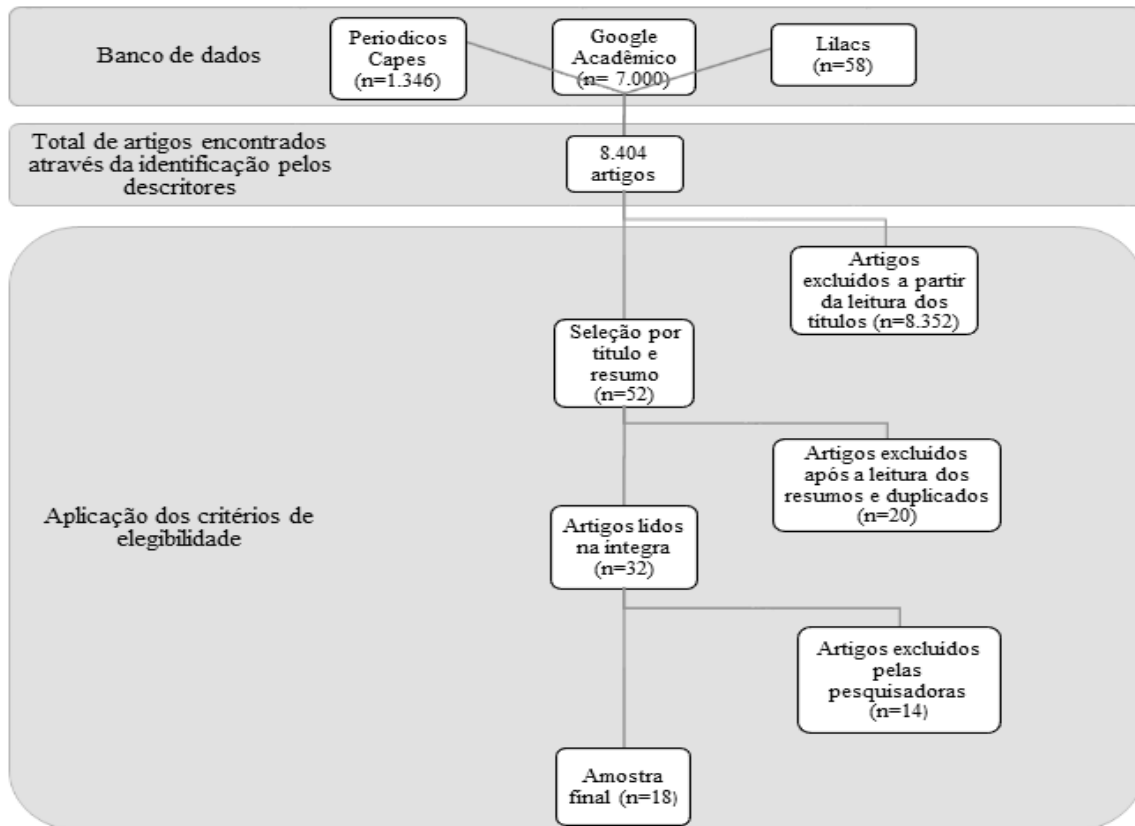 Banco de dados
Periodicos
Capes
(n=1.346)
Google
Acadêmico
(n= 7.000)
Lilacs
(n=58)
Total de artigos encontrados
através da identificação pelos
descritores
8.404
artigos
Artigos
excluidos a partir
da leitura dos
titulos (n=8.352)
Seleção por
titulo e
resumo
(n=52)
Artigos excluidos
após a leitura dos
resumos e duplicados
(n=20)
Aplicação dos critérios de
elegibilidade
Artigos lidos
na integra
(n=32)
Artigos excluidos
pelas
pesquisadoras
(n=14)
Amostra
final (n=18)